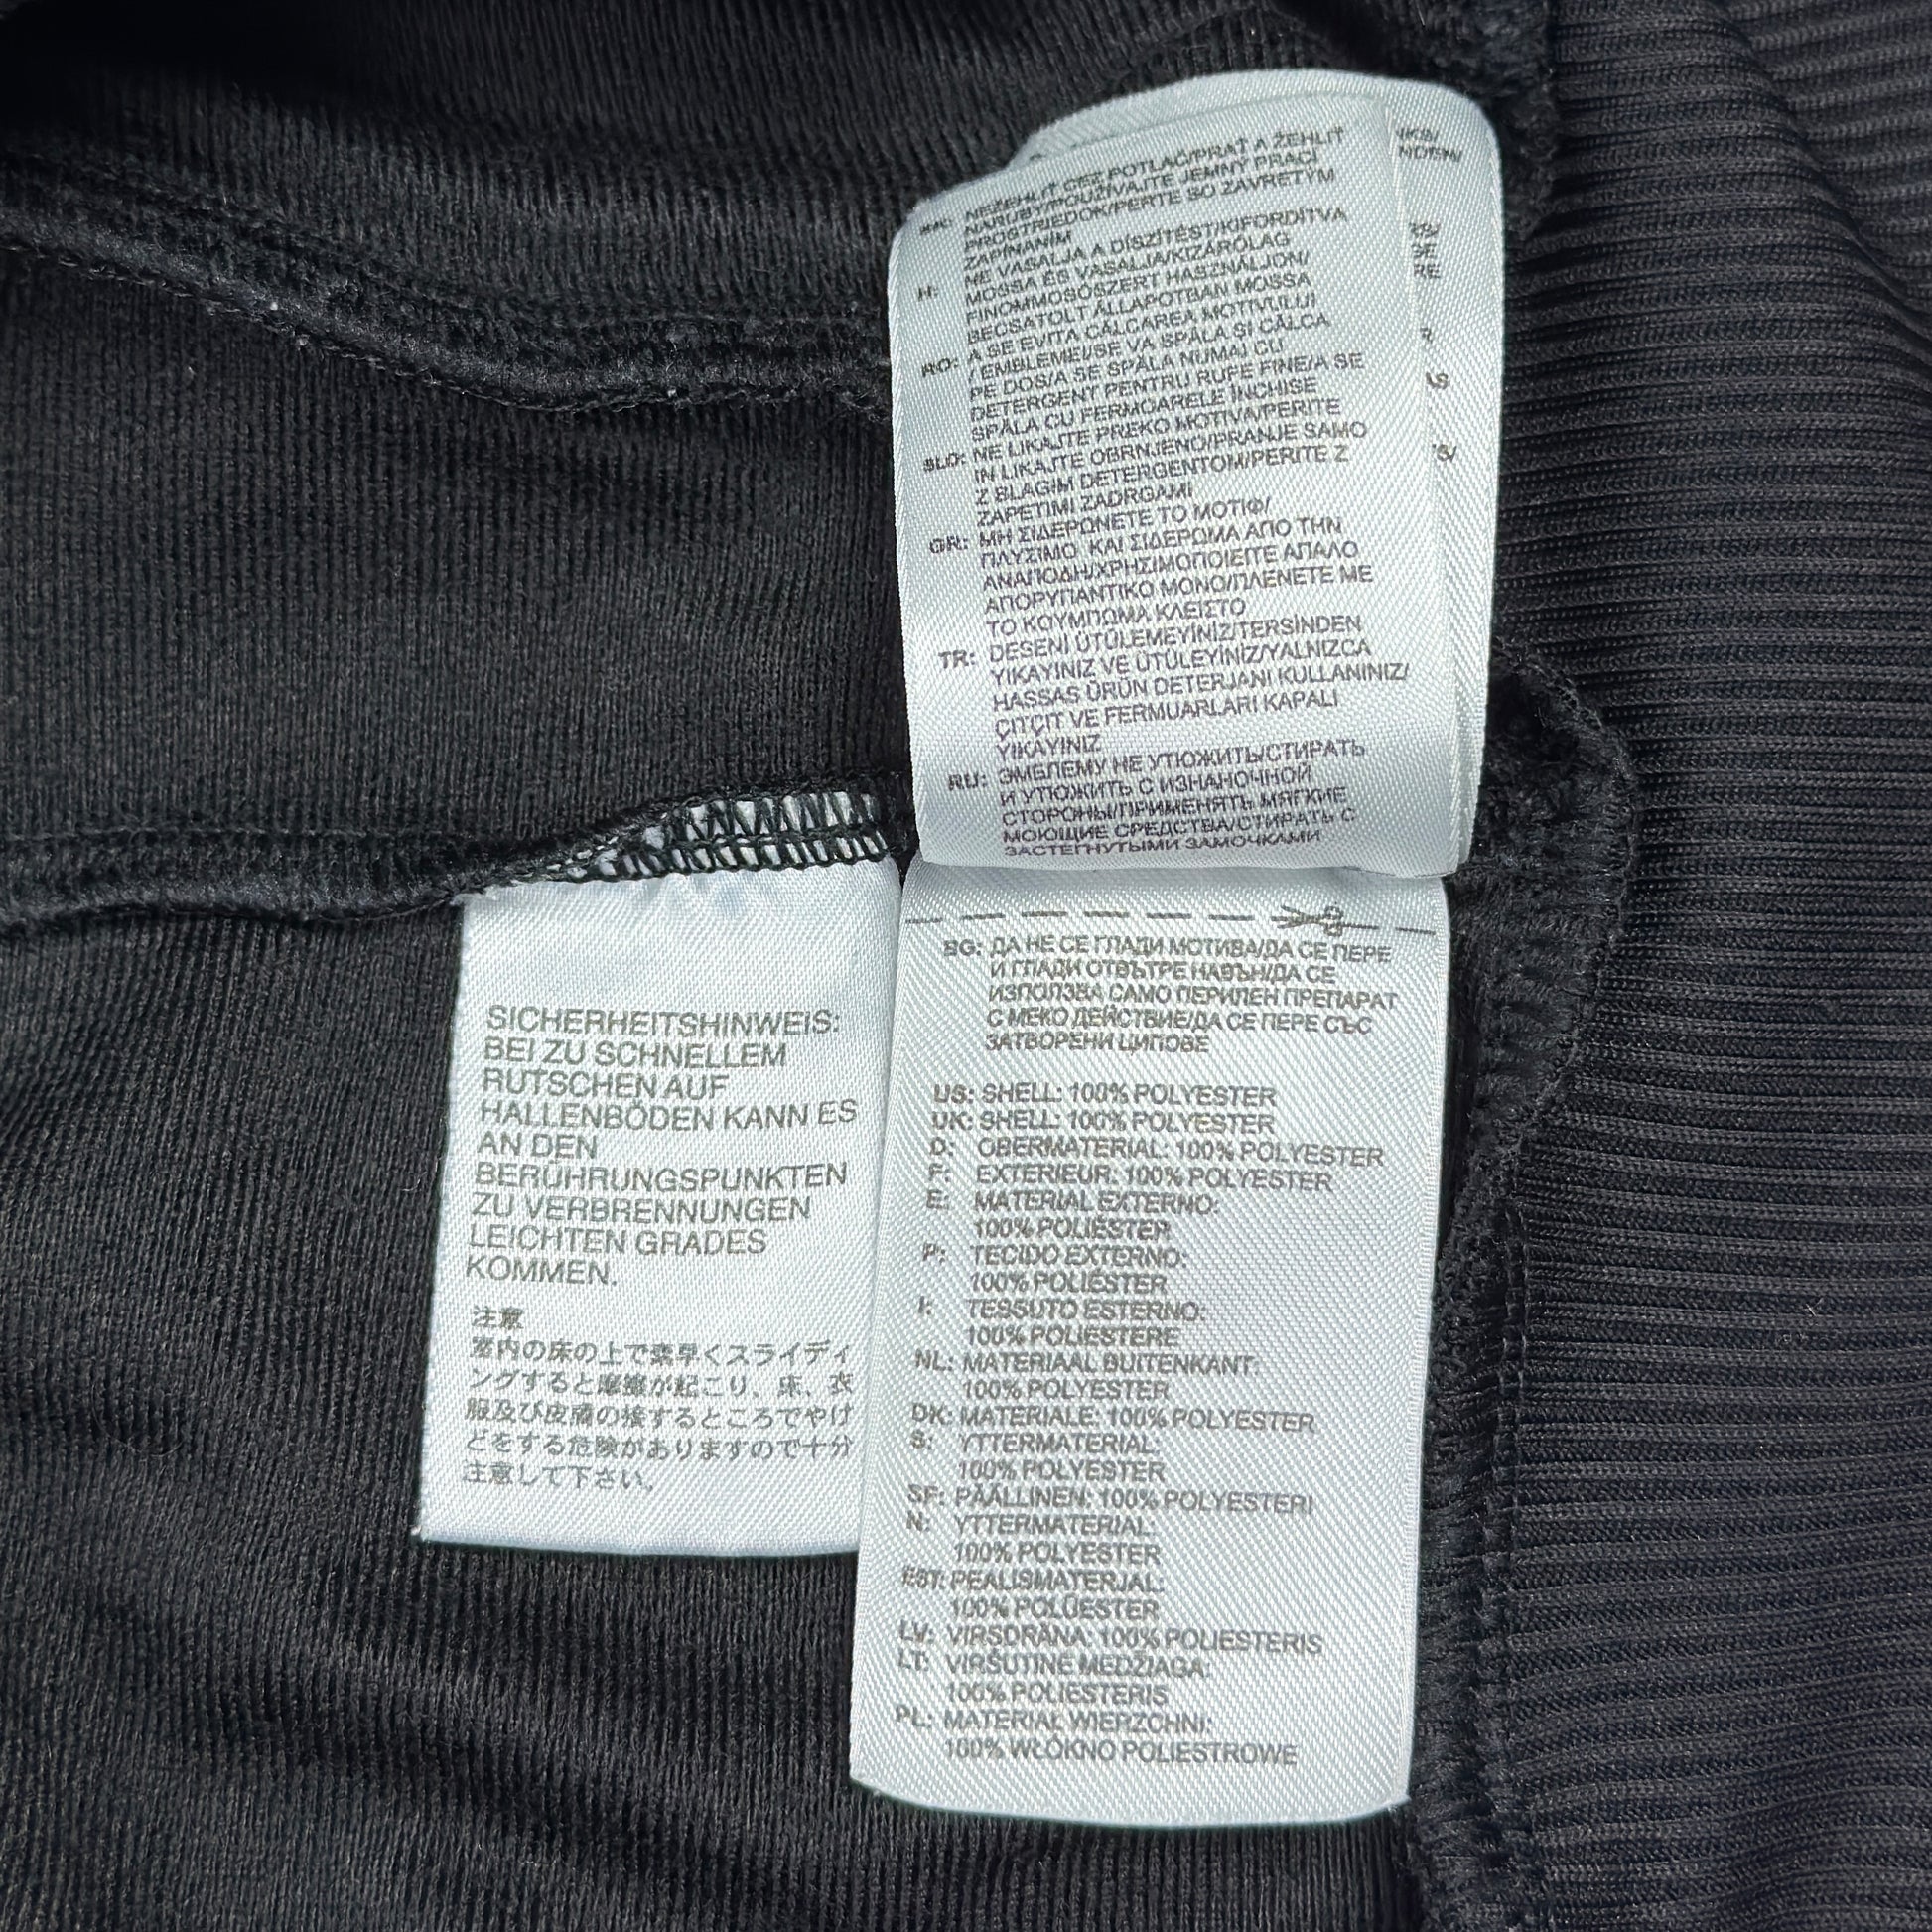 SK: NEŽEHLIŤ CEZ POTLAČ/PRAŤ A ŽEHLIŤ
NARUBY/POUŽÍVAJTE JEMNÝ PRACÍ
PROSTRIEDOK/PERTE SO ZAVRETÝM
ZAPÍNANÍM
H: NE VASALJA A DÍSZÍTÉST/KIFORDÍTVA
MOSSA ÉS VASALJA/KIZÁRÓLAG
FINOMMOSÓSZERT HASZNÁLJON/
BECSATOLT ÁLLAPOTBAN MOSSA
RO: A SE EVITA CĂLCAREA MOTIVULUI
/ EMBLEMEI/SE VA SPĂLA SI CĂLCA
PE DOS/A SE SPĂLA NUMAI CU
DETERGENT PENTRU RUFE FINE/A SE
SPĂLA CU FERMOARELE ÎNCHISE
SLO: NE LIKAJTE PREKO MOTIVA/PERITE
IN LIKAJTE OBRNJENO/PRANJE SAMO
Z BLAGIM DETERGENTOM/PERITE Z
ZAPETIMI ZADRGAMI
GR: ΜΗ ΣΙΔΕΡΩΝΕΤΕ ΤΟ ΜΟΤΙΦ/
ΠΛΥΣΙΜΟ ΚΑΙ ΣΙΔΕΡΩΜΑ ΑΠΟ ΤΗΝ
ΑΝΑΠΟΔΗ/ΧΡΗΣΙΜΟΠΟΙΕΙΤΕ ΑΠΑΛΟ
ΑΠΟΡΥΠΑΝΤΙΚΟ ΜΟΝΟ/ΠΛΕΝΕΤΕ ΜΕ
ΤΟ ΚΟΥΜΠΩΜΑ ΚΛΕΙΣΤΟ
TR: DESENİ ÜTÜLEMEYİNİZ/TERSİNDEN
YIKAYINIZ VE ÜTÜLEYİNİZ/YALNIZCA
HASSAS ÜRÜN DETERJANI KULLANINIZ/
ÇITÇIT VE FERMUARLARI KAPALI
YIKAYINIZ
RU: ЭМБЛЕМУ НЕ УТЮЖИТЬ/СТИРАТЬ
И УТЮЖИТЬ С ИЗНАНОЧНОЙ
СТОРОНЫ/ПРИМЕНЯТЬ МЯГКИЕ
МОЮЩИЕ СРЕДСТВА/СТИРАТЬ С
ЗАСТЕГНУТЫМИ ЗАМОЧКАМИ
SICHERHEITSHINWEIS:
BEI ZU SCHNELLEM
RUTSCHEN AUF
HALLENBÖDEN KANN ES
AN DEN
BERÜHRUNGSPUNKTEN
ZU VERBRENNUNGEN
LEICHTEN GRADES
KOMMEN.
注意
室内の床の上で素早くスライディ
ングすると摩擦が起こり、床、衣
服及び皮膚の接するところでやけ
どをする危険がありますので十分
注意して下さい。
BG: ДА НЕ СЕ ГЛАДИ МОТИВА/ДА СЕ ПЕРЕ
И ГЛАДИ ОТВЪТРЕ НАВЪН/ДА СЕ
ИЗПОЛЗВА САМО ПЕРИЛЕН ПРЕПАРАТ
С МЕКО ДЕЙСТВИЕ/ДА СЕ ПЕРЕ СЪС
ЗАТВОРЕНИ ЦИПОВЕ
US: SHELL: 100% POLYESTER
UK: SHELL: 100% POLYESTER
D: OBERMATERIAL: 100% POLYESTER
F: EXTERIEUR: 100% POLYESTER
E: MATERIAL EXTERNO:
100% POLIÉSTER
P: TECIDO EXTERNO:
100% POLIÉSTER
I: TESSUTO ESTERNO:
100% POLIESTERE
NL: MATERIAAL BUITENKANT:
100% POLYESTER
DK: MATERIALE: 100% POLYESTER
S: YTTERMATERIAL:
100% POLYESTER
SF: PÄÄLLINEN: 100% POLYESTERI
N: YTTERMATERIAL:
100% POLYESTER
EST: PEALISMATERJAL:
100% POLÜESTER
LV: VIRSDRĀNA: 100% POLIESTERIS
LT: VIRŠUTINĖ MEDŽIAGA:
100% POLIESTERIS
PL: MATERIAŁ WIERZCHNI:
100% WŁÓKNO POLIESTROWE